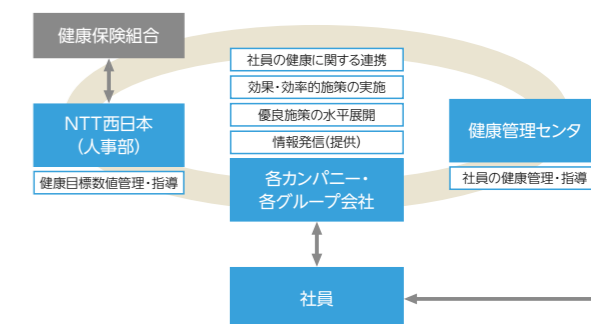 健康保険組合
社員の健康に関する連携
効果・効率的施策の実施
優良施策の水平展開
情報発信(提供)
NTT西日本
(人事部)
健康目標数値管理・指導
各カンパニー・
各グループ会社
健康管理センタ
社員の健康管理・指導
社員